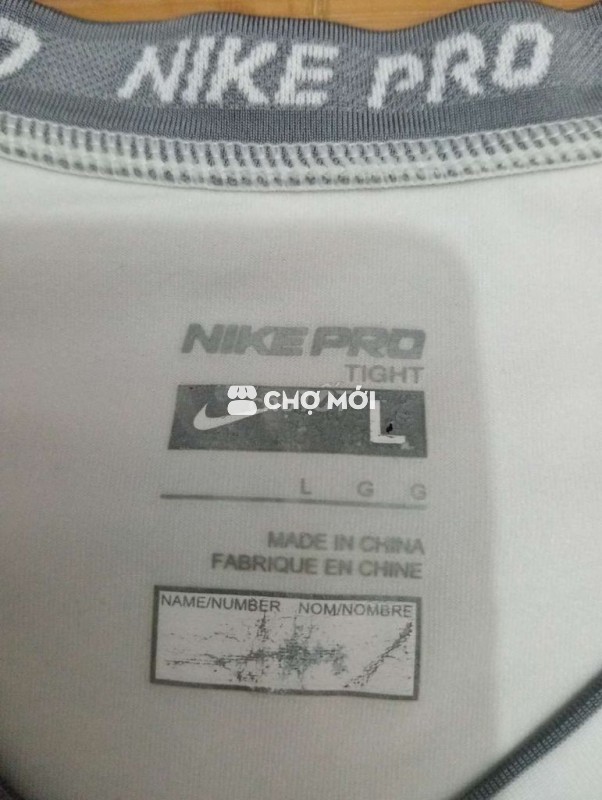 NIKE PRO
NIKE PRO
TIGHT
CHỢ MỚI
L
L G G
MADE IN CHINA
FABRIQUE EN CHINE
NAME/NUMBER NOM/NOMBRE